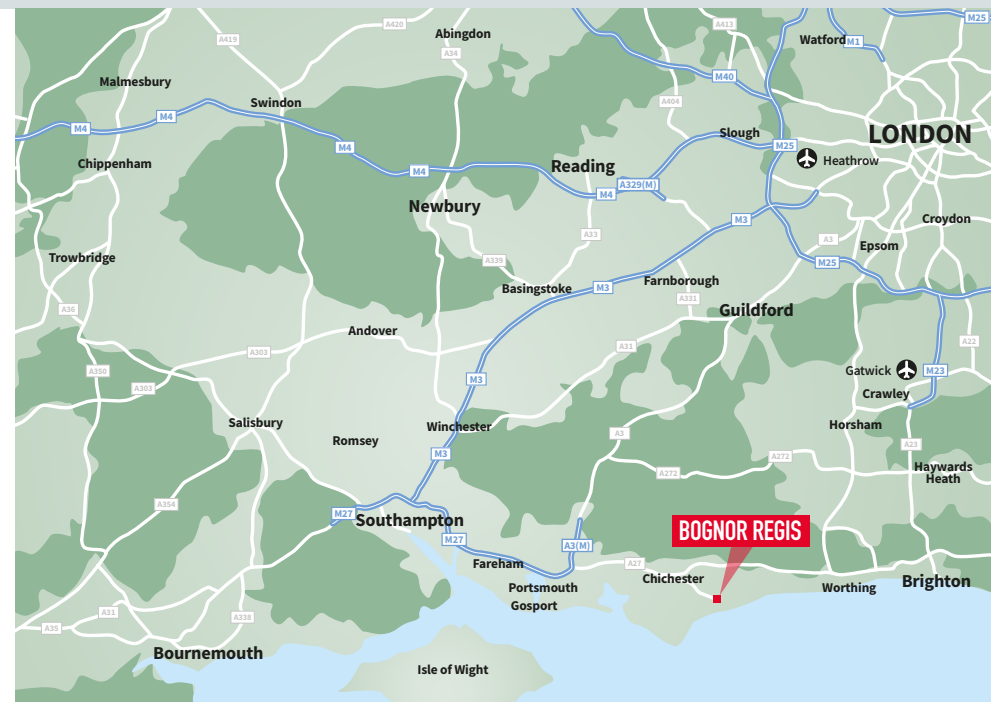 A420
A413
M25
A419
Abingdon
Watford
M1
A34
Malmesbury
M40
Swindon
A404
M4
M4
Slough
LONDON
M4
M25
Heathrow
Chippenham
Reading
M4
A329(M)
M4
Newbury
M3
Croydon
A33
A3
Epsom
Trowbridge
A339
M25
Basingstoke
M3
Farnborough
A331
A36
Guildford
Andover
A31
A22
A303
A350
M3
Gatwick
M23
A303
Crawley
Salisbury
Winchester
Horsham
Romsey
A3
A23
M3
A272
A272
Haywards
Heath
A354
M27
Southampton
BOGNOR REGIS
M27
A3(M)
Fareham
A27
Chichester
Portsmouth
Worthing
Brighton
Gosport
A31
A338
A35
Bournemouth
Isle of Wight